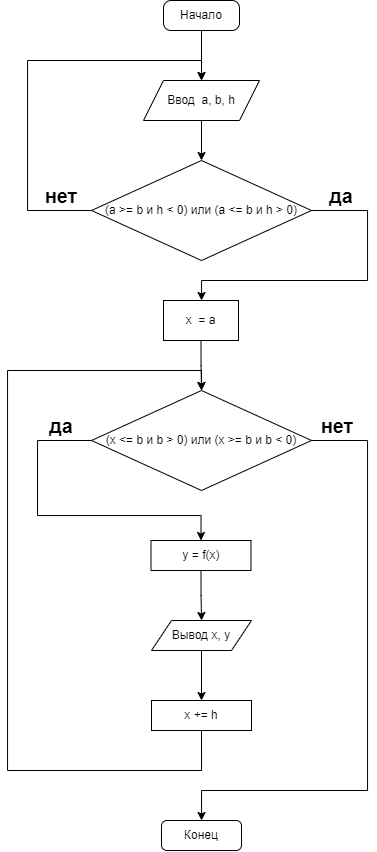 Начало
Ввод a, b, h
нет
да
(a >= b и h < 0) или (a <= b и h > 0)
x = a
да
нет
(x <= b и b > 0) или (x >= b и b < 0)
y = f(x)
Вывод x, y
x += h
Конец